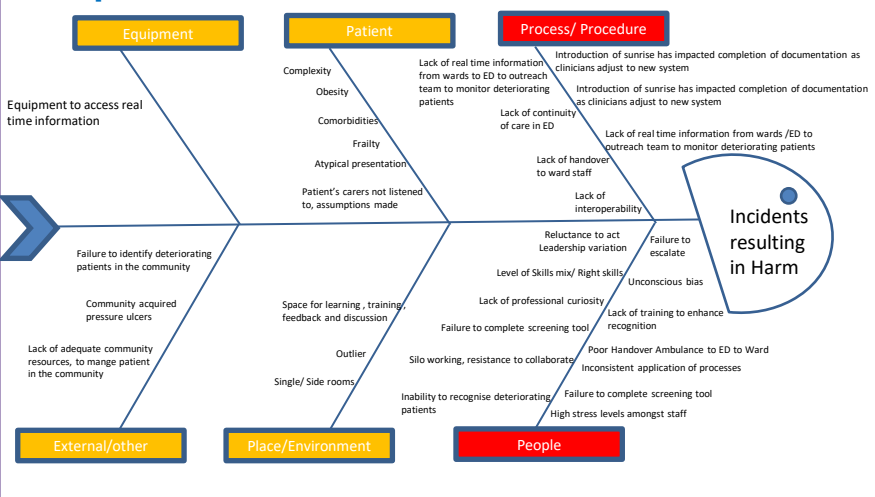 Equipment
Patient
Process/ Procedure
Equipment to access real
time information
Complexity
Obesity
Comorbidities
Frailty
Atypical presentation
Patient's carers not listened
to, assumptions made
Lack of real time information
from wards to ED to outreach
team to monitor deteriorating
patients
Lack of continuity
of care in ED
Lack of handover
to ward staff
Lack of
interoperability
Introduction of sunrise has impacted completion of documentation as
clinicians adjust to new system
Introduction of sunrise has impacted completion of documentation
as clinicians adjust to new system
Lack of real time information from wards /ED to
outreach team to monitor deteriorating patients
Incidents
resulting
in Harm
Failure to identify deteriorating
patients in the community
Community acquired
pressure ulcers
Lack of adequate community
resources, to mange patient
in the community
Space for learning , training ,
feedback and discussion
Outlier
Single/ Side rooms
Reluctance to act
Leadership variation
Level of Skills mix/ Right skills
Lack of professional curiosity
Failure to complete screening tool
Silo working, resistance to collaborate
Inability to recognise deteriorating
patients
Failure to
escalate
Unconscious bias
Lack of training to enhance
recognition
Poor Handover Ambulance to ED to Ward
Inconsistent application of processes
Failure to complete screening tool
High stress levels amongst staff
External/other
Place/Environment
People